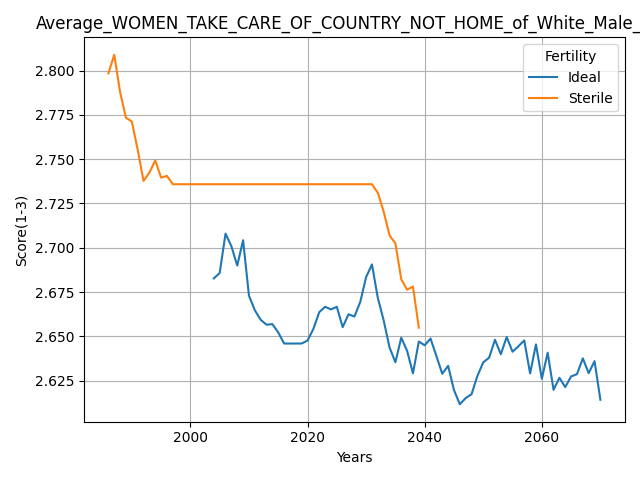 Average_WOMEN_TAKE_CARE_OF_COUNTRY_NOT_HOME_of_White_Male_
Fertility
Ideal
Sterile
2.800
2.775
2.750
2.725
2.700
2.675
2.650
2.625
Score(1-3)
2000
2020
2040
2060
Years